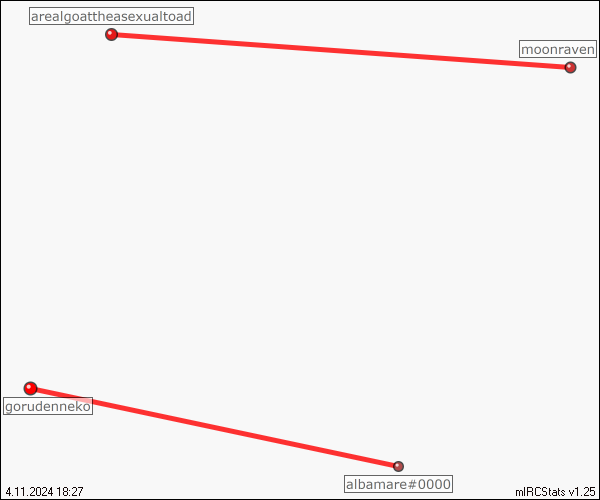 arealgoattheasexualtoad
moonraven
gorudenneko
albamare#0000
4.11.2024 18:27
mIRCStats v1.25